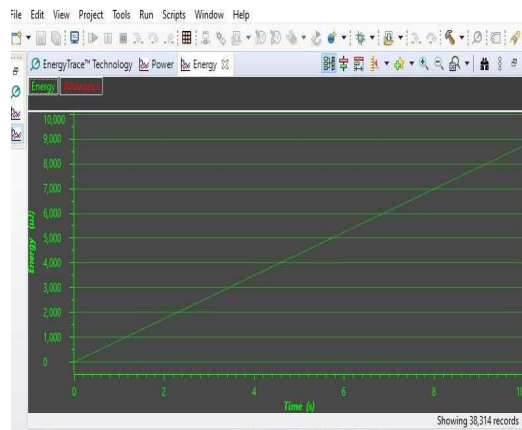 File Edit View Project Tools Run Scripts Window Help
EnergyTrace™ Technology Power Energy
Energy Allowance
10,000
9,000
8,000
7,000
6,000
5,000
4,000
3,000
2,000
1,000
0
Energy (uJ)
0 2 4 6 8 10
Time (s)
Showing 38,314 records